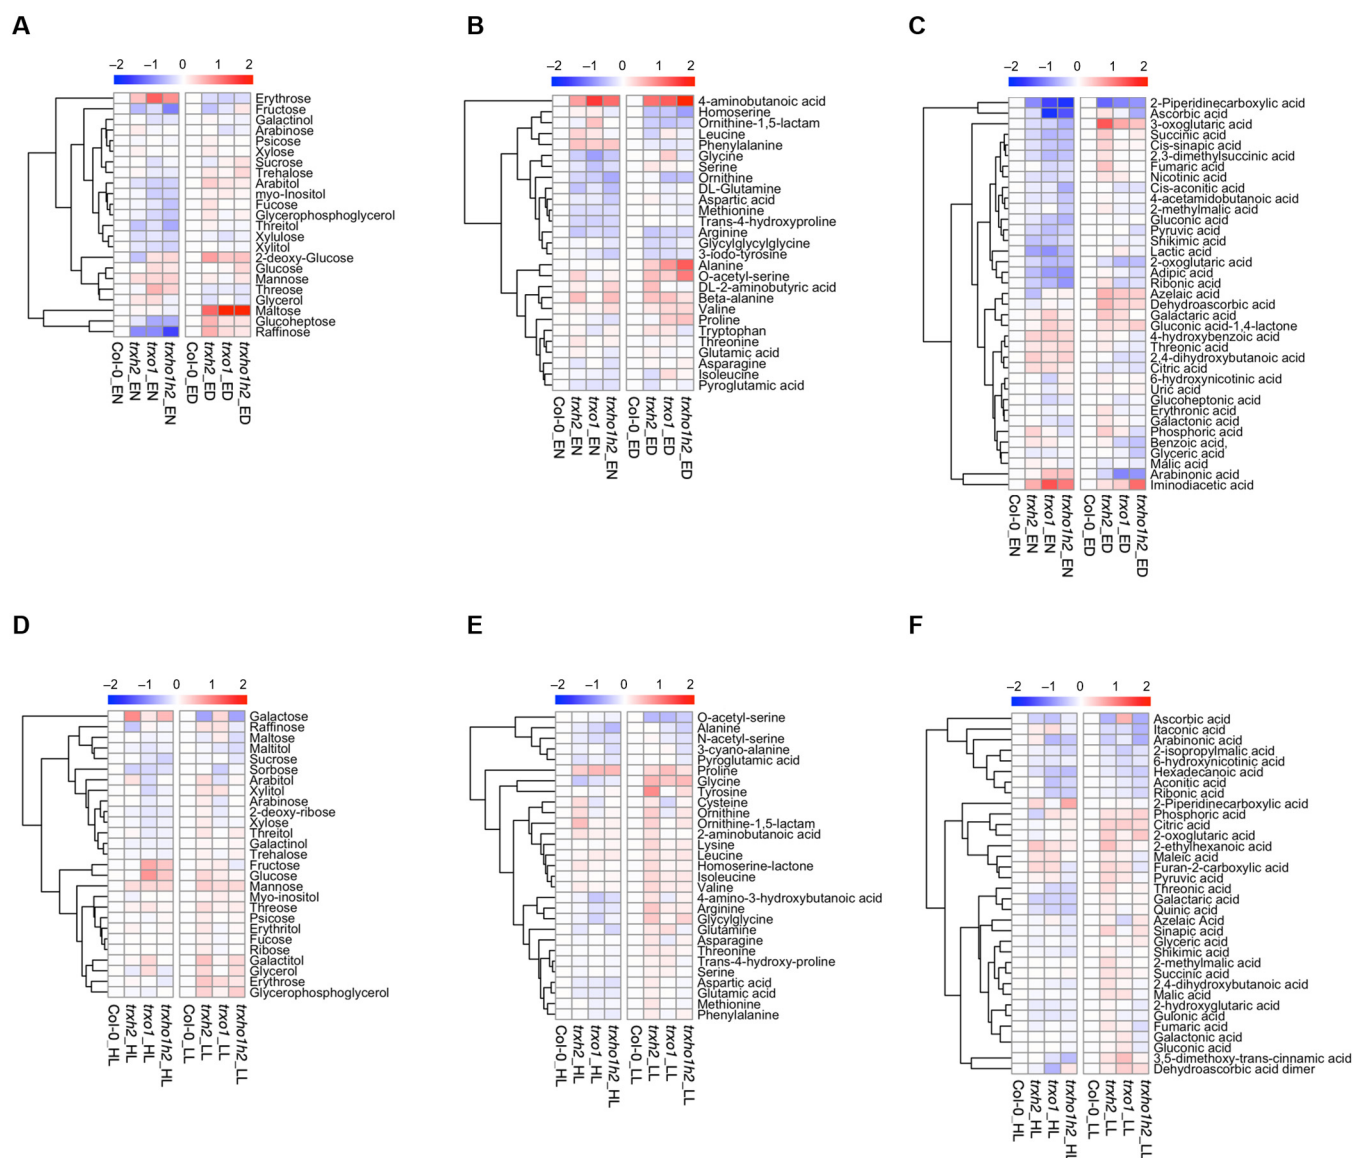 A
−2 −1 0 1 2
Erythrose
Fructose
Galactinol
Arabinose
Psicose
Xylose
Sucrose
Trehalose
Arabitol
myo-Inositol
Fucose
Glycerophosphoglycerol
Threitol
Xylulose
Xylitol
2-deoxy-Glucose
Glucose
Mannose
Threose
Glycerol
Maltose
Glucoheptose
Raffinose
Col-0_EN
trxh2_EN
trxo1_EN
trxho1h2_EN
Col-0_ED
trxh2_ED
trxo1_ED
trxho1h2_ED
B
−2 −1 0 1 2
4-aminobutanoic acid
Homoserine
Ornithine-1,5-lactam
Leucine
Phenylalanine
Glycine
Serine
Ornithine
DL-Glutamine
Aspartic acid
Methionine
Trans-4-hydroxyproline
Arginine
Glycylglycylglycine
3-iodo-tyrosine
Alanine
O-acetyl-serine
DL-2-aminobutyric acid
Beta-alanine
Valine
Proline
Tryptophan
Threonine
Glutamic acid
Asparagine
Isoleucine
Pyroglutamic acid
Col-0_EN
trxh2_EN
trxo1_EN
trxho1h2_EN
Col-0_ED
trxh2_ED
trxo1_ED
trxho1h2_ED
C
−2 −1 0 1 2
2-Piperidinecarboxylic acid
Ascorbic acid
3-oxoglutaric acid
Succinic acid
Cis-sinapic acid
2,3-dimethylsuccinic acid
Fumaric acid
Nicotinic acid
Cis-aconitic acid
4-acetamidobutanoic acid
2-methylmalic acid
Gluconic acid
Pyruvic acid
Shikimic acid
Lactic acid
2-oxoglutaric acid
Adipic acid
Ribonic acid
Azelaic acid
Dehydroascorbic acid
Galactaric acid
Gluconic acid-1,4-lactone
4-hydroxybenzoic acid
Threonic acid
2,4-dihydroxybutanoic acid
Citric acid
6-hydroxynicotinic acid
Uric acid
Glucoheptonic acid
Erythronic acid
Galactonic acid
Phosphoric acid
Benzoic acid,
Glyceric acid
Malic acid
Arabinonic acid
Iminodiacetic acid
Col-0_EN
trxh2_EN
trxo1_EN
trxho1h2_EN
Col-0_ED
trxh2_ED
trxo1_ED
trxho1h2_ED
D
−2 −1 0 1 2
Galactose
Raffinose
Maltose
Maltitol
Sucrose
Sorbose
Arabitol
Xylitol
Arabinose
2-deoxy-ribose
Xylose
Threitol
Galactinol
Trehalose
Fructose
Glucose
Mannose
Myo-inositol
Threose
Psicose
Erythritol
Fucose
Ribose
Galactitol
Glycerol
Erythrose
Glycerophosphoglycerol
Col-0_HL
trxh2_HL
trxo1_HL
trxho1h2_HL
Col-0_LL
trxh2_LL
trxo1_LL
trxho1h2_LL
E
−2 −1 0 1 2
O-acetyl-serine
Alanine
N-acetyl-serine
3-cyano-alanine
Pyroglutamic acid
Proline
Glycine
Tyrosine
Cysteine
Ornithine
Ornithine-1,5-lactam
2-aminobutanoic acid
Lysine
Leucine
Homoserine-lactone
Isoleucine
Valine
4-amino-3-hydroxybutanoic acid
Arginine
Glycylglycine
Glutamine
Asparagine
Threonine
Trans-4-hydroxy-proline
Serine
Aspartic acid
Glutamic acid
Methionine
Phenylalanine
Col-0_HL
trxh2_HL
trxo1_HL
trxho1h2_HL
Col-0_LL
trxh2_LL
trxo1_LL
trxho1h2_LL
F
−2 −1 0 1 2
Ascorbic acid
Itaconic acid
Arabinonic acid
2-isopropylmalic acid
6-hydroxynicotinic acid
Hexadecanoic acid
Aconitic acid
Ribonic acid
2-Piperidinecarboxylic acid
Phosphoric acid
Citric acid
2-oxoglutaric acid
2-ethylhexanoic acid
Maleic acid
Furan-2-carboxylic acid
Pyruvic acid
Threonic acid
Galactaric acid
Quinic acid
Azelaic Acid
Sinapic acid
Glyceric acid
Shikimic acid
2-methylmalic acid
Succinic acid
2,4-dihydroxybutanoic acid
Malic acid
2-hydroxyglutaric acid
Gulonic acid
Fumaric acid
Galactonic acid
Gluconic acid
3,5-dimethoxy-trans-cinnamic acid
Dehydroascorbic acid dimer
Col-0_HL
trxh2_HL
trxo1_HL
trxho1h2_HL
Col-0_LL
trxh2_LL
trxo1_LL
trxho1h2_LL